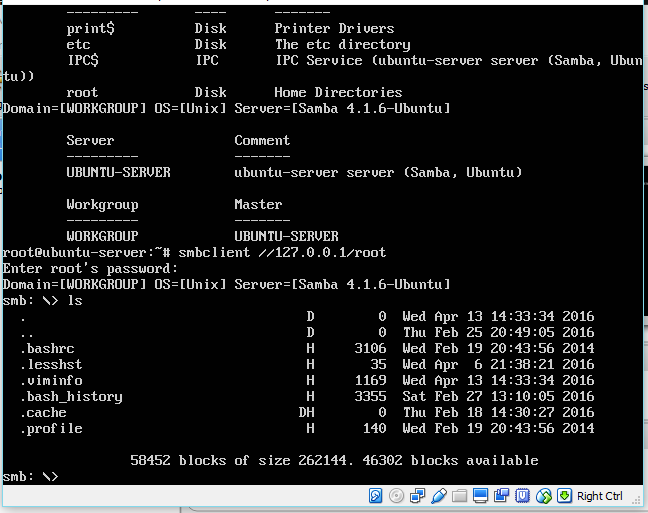 --------- ---- -------
print$ Disk Printer Drivers
etc Disk The etc directory
IPC$ IPC IPC Service (ubuntu-server server (Samba, Ubun
tu))
root Disk Home Directories
Domain=[WORKGROUP] OS=[Unix] Server=[Samba 4.1.6-Ubuntu]
Server Comment
--------- -------
UBUNTU-SERVER ubuntu-server server (Samba, Ubuntu)
Workgroup Master
--------- -------
WORKGROUP UBUNTU-SERVER
root@ubuntu-server:~# smbclient //127.0.0.1/root
Enter root's password:
Domain=[WORKGROUP] OS=[Unix] Server=[Samba 4.1.6-Ubuntu]
smb: \> ls
. D 0 Wed Apr 13 14:33:34 2016
.. D 0 Thu Feb 25 20:49:05 2016
.bashrc H 3106 Wed Feb 19 20:43:56 2014
.lesshst H 35 Wed Apr 6 21:38:21 2016
.viminfo H 1169 Wed Apr 13 14:33:34 2016
.bash_history H 3355 Sat Feb 27 13:10:05 2016
.cache DH 0 Thu Feb 18 14:30:27 2016
.profile H 140 Wed Feb 19 20:43:56 2014
58452 blocks of size 262144. 46302 blocks available
smb: \>
Right Ctrl